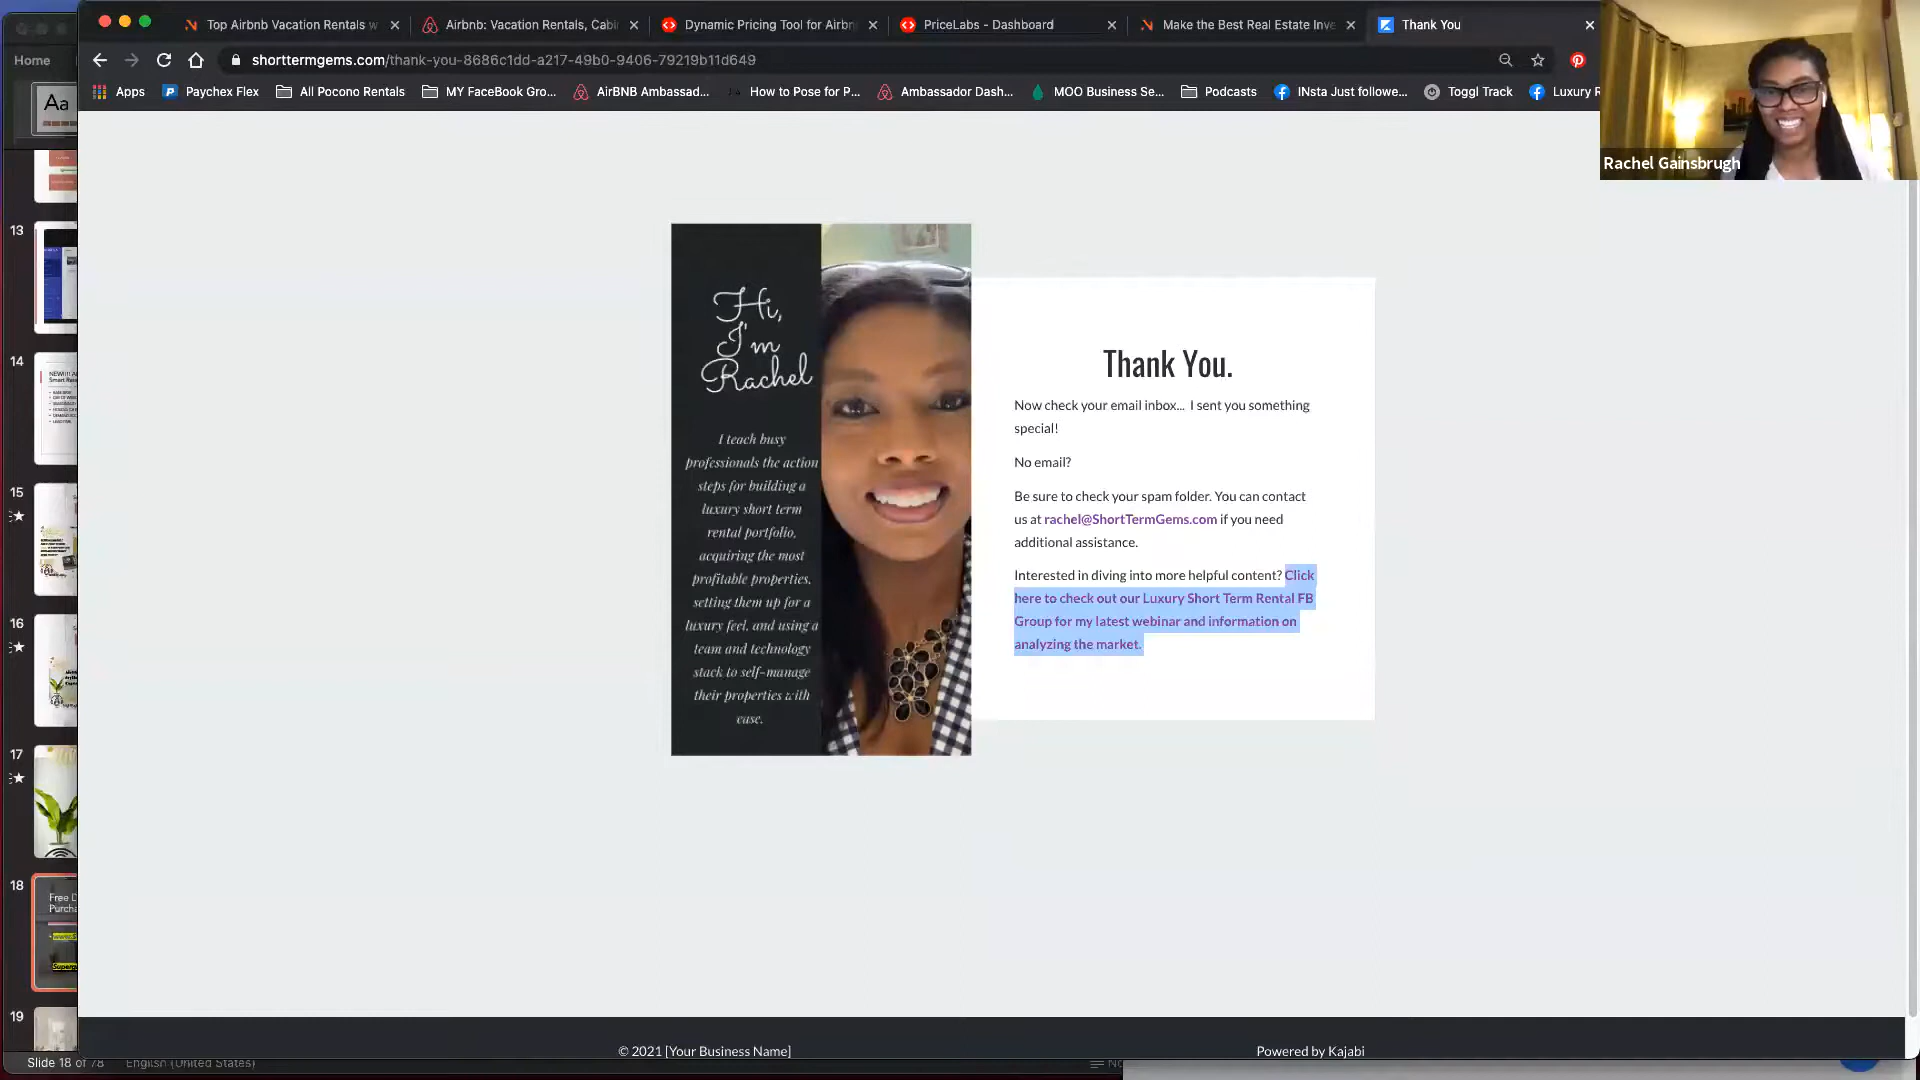 Top Airbnb Vacation Rentals w
Airbnb: Vacation Rentals, Cabi
Dynamic Pricing Tool for Airbn
PriceLabs - Dashboard
Make the Best Real Estate Inve
Thank You
Home
shorttermgems.com/thank-you-8686c1dd-a217-49b0-9406-79219b11d649
Apps
Paychex Flex
All Pocono Rentals
MY FaceBook Gro...
AirBNB Ambassad...
How to Pose for P...
Ambassador Dash...
MOO Business Se...
Podcasts
INsta Just followe...
Toggl Track
Luxury R
Aa
Rachel Gainsbrugh
13
14
15
16
17
18
19
Free D
Purcha
Hi,
I'm
Rachel
I teach busy
professionals the action
steps for building a
luxury short term
rental portfolio,
acquiring the most
profitable properties,
setting them up for a
luxury feel, and using a
team and technology
stack to self-manage
their properties with
ease.
Thank You.
Now check your email inbox... I sent you something
special!
No email?
Be sure to check your spam folder. You can contact
us at rachel@ShortTermGems.com if you need
additional assistance.
Interested in diving into more helpful content? Click
here to check out our Luxury Short Term Rental FB
Group for my latest webinar and information on
analyzing the market.
© 2021 [Your Business Name]
Powered by Kajabi
Slide 18 of 78
English (United States)